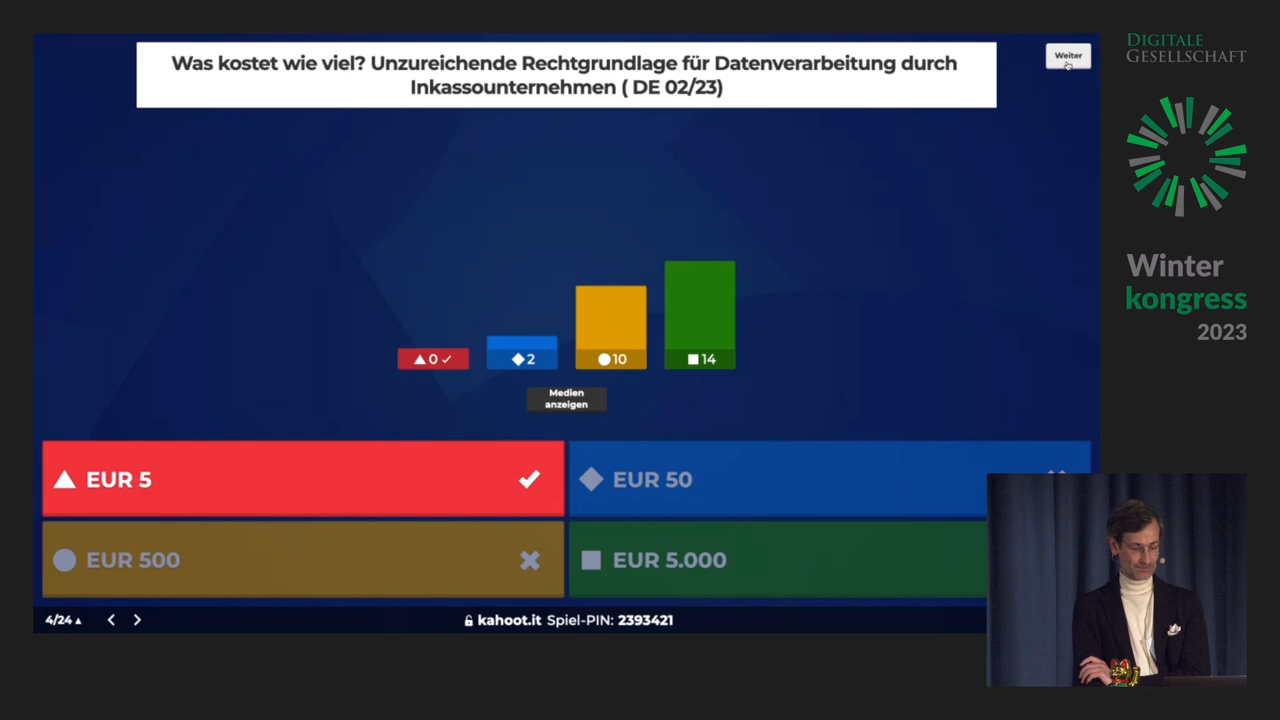 Was kostet wie viel? Unzureichende Rechtgrundlage für Datenverarbeitung durch
Inkassounternehmen ( DE 02/23)
Weiter
DIGITALE
GESELLSCHAFT
Winter
kongress
2023
0
2
10
14
Medien
anzeigen
EUR 5
EUR 50
EUR 500
EUR 5.000
4/24
kahoot.it Spiel-PIN: 2393421